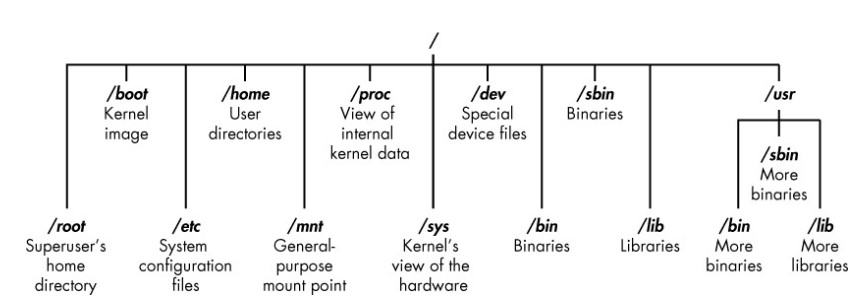 /
/boot
Kernel
image
/home
User
directories
/proc
View of
internal
kernel data
/dev
Special
device files
/sbin
Binaries
/usr
/sbin
More
binaries
/root
Superuser's
home
directory
/etc
System
configuration
files
/mnt
General-
purpose
mount point
/sys
Kernel's
view of the
hardware
/bin
Binaries
/lib
Libraries
/bin
More
binaries
/lib
More
libraries